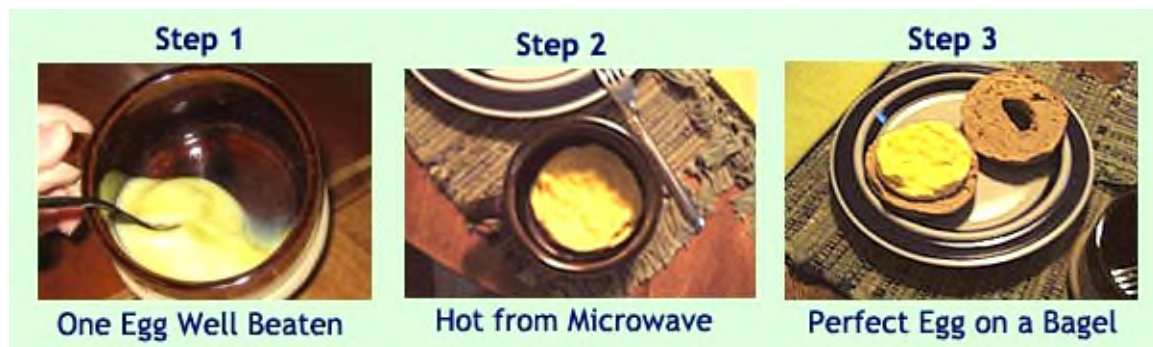 Step 1
One Egg Well Beaten
Step 2
Hot from Microwave
Step 3
Perfect Egg on a Bagel